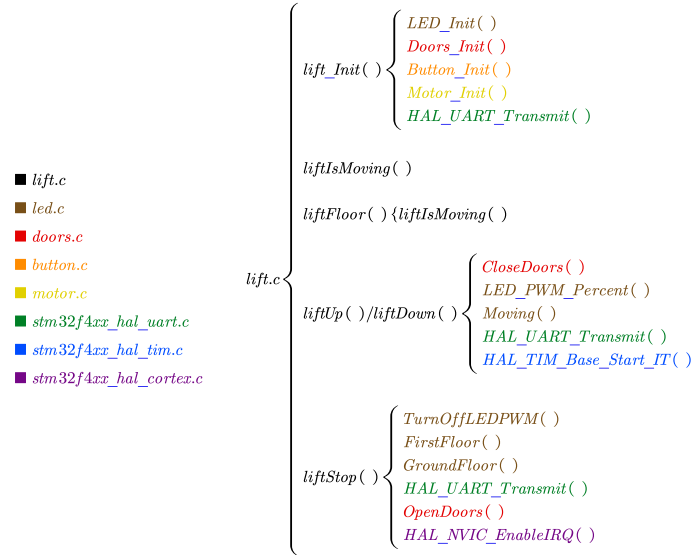 lift.c
led.c
doors.c
button.c
motor.c
stm32f4xx_hal_uart.c
stm32f4xx_hal_tim.c
stm32f4xx_hal_cortex.c
lift.c
lift_Init( )
LED_Init( )
Doors_Init( )
Button_Init( )
Motor_Init( )
HAL_UART_Transmit( )
liftIsMoving( )
liftFloor( ){liftIsMoving( )
liftUp( )/liftDown( )
CloseDoors( )
LED_PWM_Percent( )
Moving( )
HAL_UART_Transmit( )
HAL_TIM_Base_Start_IT( )
liftStop( )
TurnOffLEDPWM( )
FirstFloor( )
GroundFloor( )
HAL_UART_Transmit( )
OpenDoors( )
HAL_NVIC_EnableIRQ( )